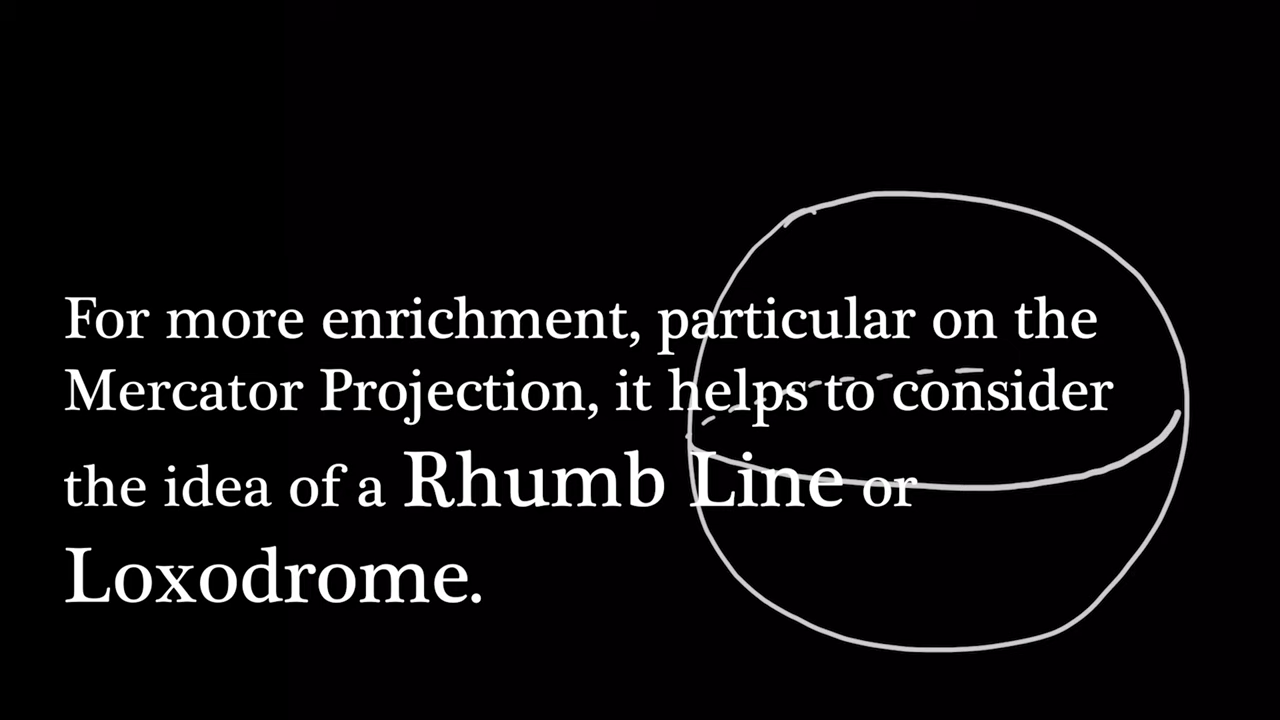 For more enrichment, particular on the
Mercator Projection, it helps to consider
the idea of a Rhumb Line or
Loxodrome.